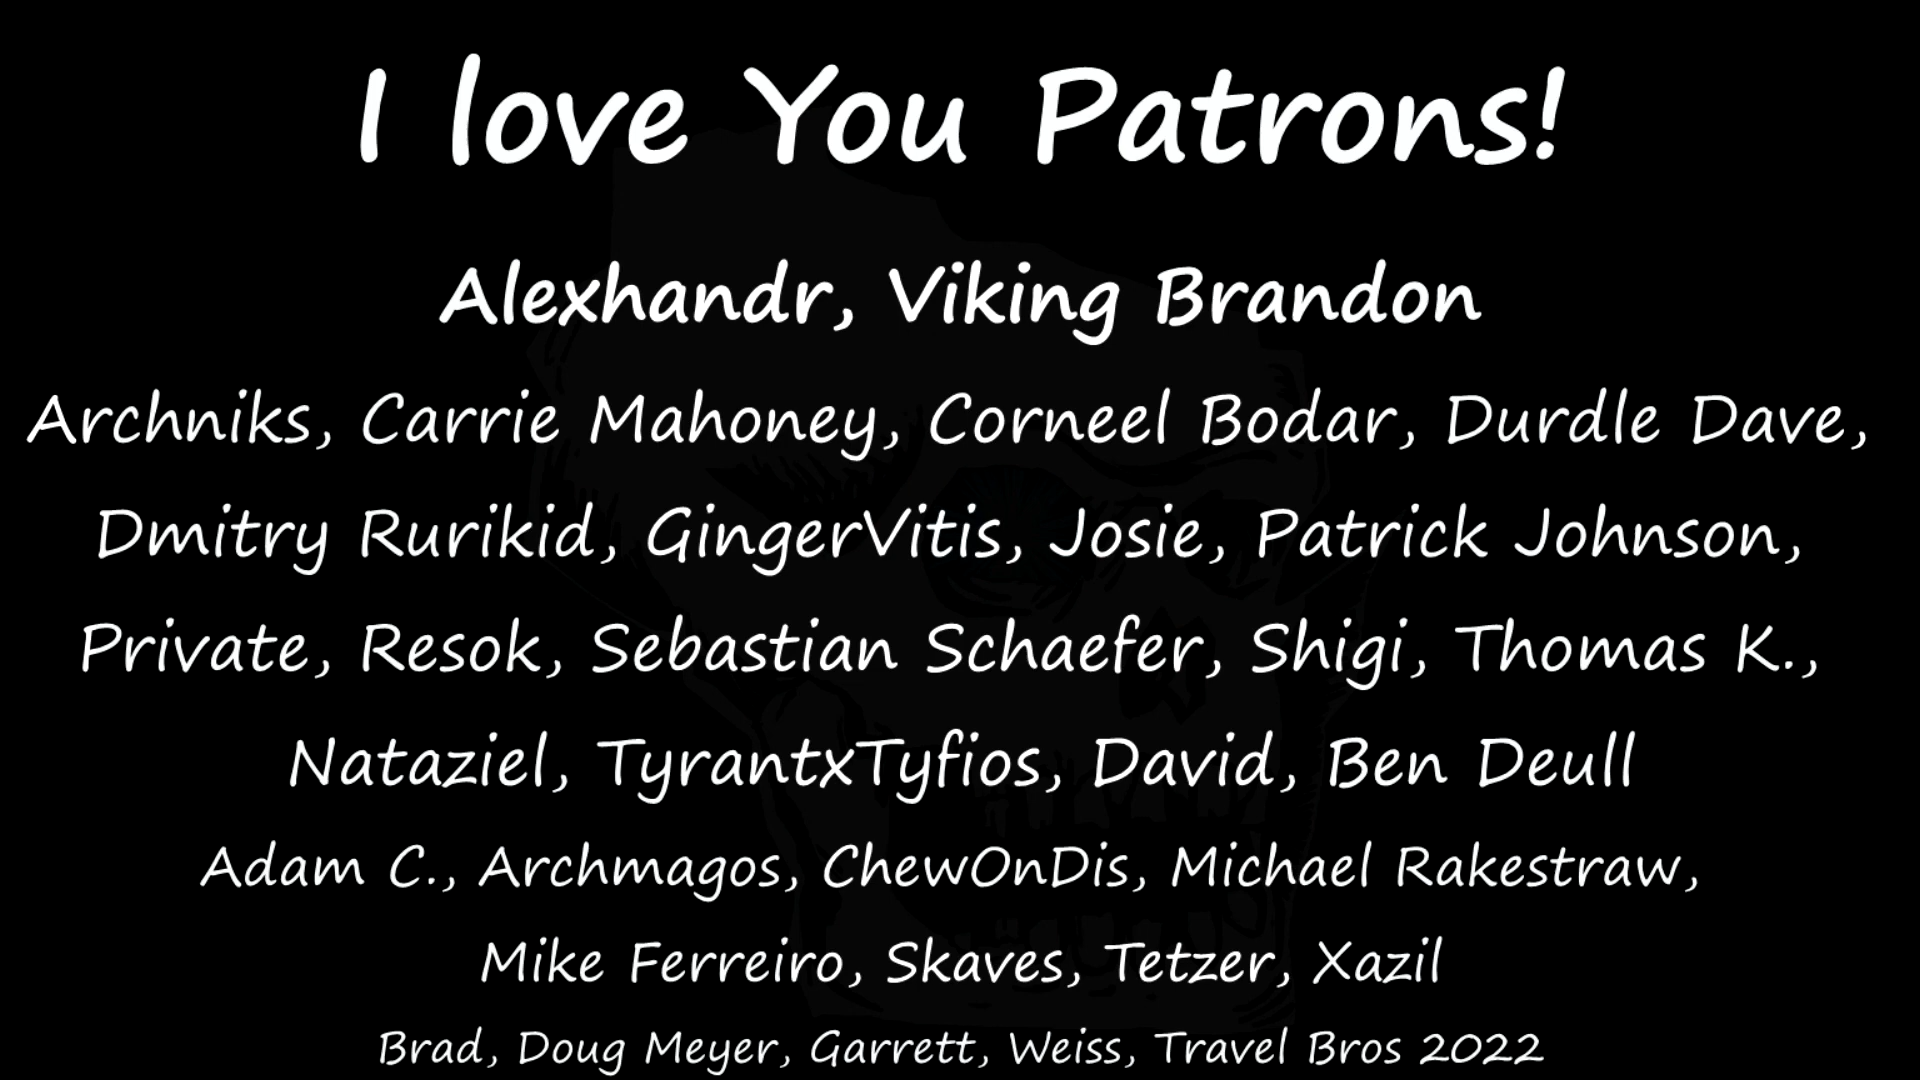 I love You Patrons!
Alexhandr, Viking Brandon
Archniks, Carrie Mahoney, Corneel Bodar, Durdle Dave,
Dmitry Rurikid, GingerVitis, Josie, Patrick Johnson,
Private, Resok, Sebastian Schaefer, Shigi, Thomas K.,
Nataziel, TyrantxTyfios, David, Ben Deull
Adam C., Archmagos, ChewOnDis, Michael Rakestraw,
Mike Ferreiro, Skaves, Tetzer, Xazil
Brad, Doug Meyer, Garrett, Weiss, Travel Bros 2022